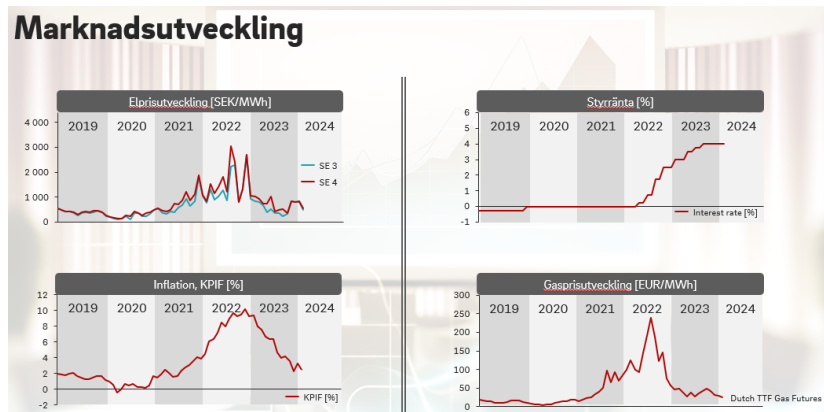 Marknadsutveckling
Elprisutveckling [SEK/MWh]
4 000
3 000
2 000
1 000
0
2019 2020 2021 2022 2023 2024
SE 3
SE 4
Styrränta [%]
6
5
4
3
2
1
0
-1
2019 2020 2021 2022 2023 2024
Interest rate [%]
Inflation, KPIF [%]
12
10
8
6
4
2
0
-2
2019 2020 2021 2022 2023 2024
KPIF [%]
Gasprisutveckling [EUR/MWh]
300
250
200
150
100
50
0
2019 2020 2021 2022 2023 2024
Dutch TTF Gas Futures